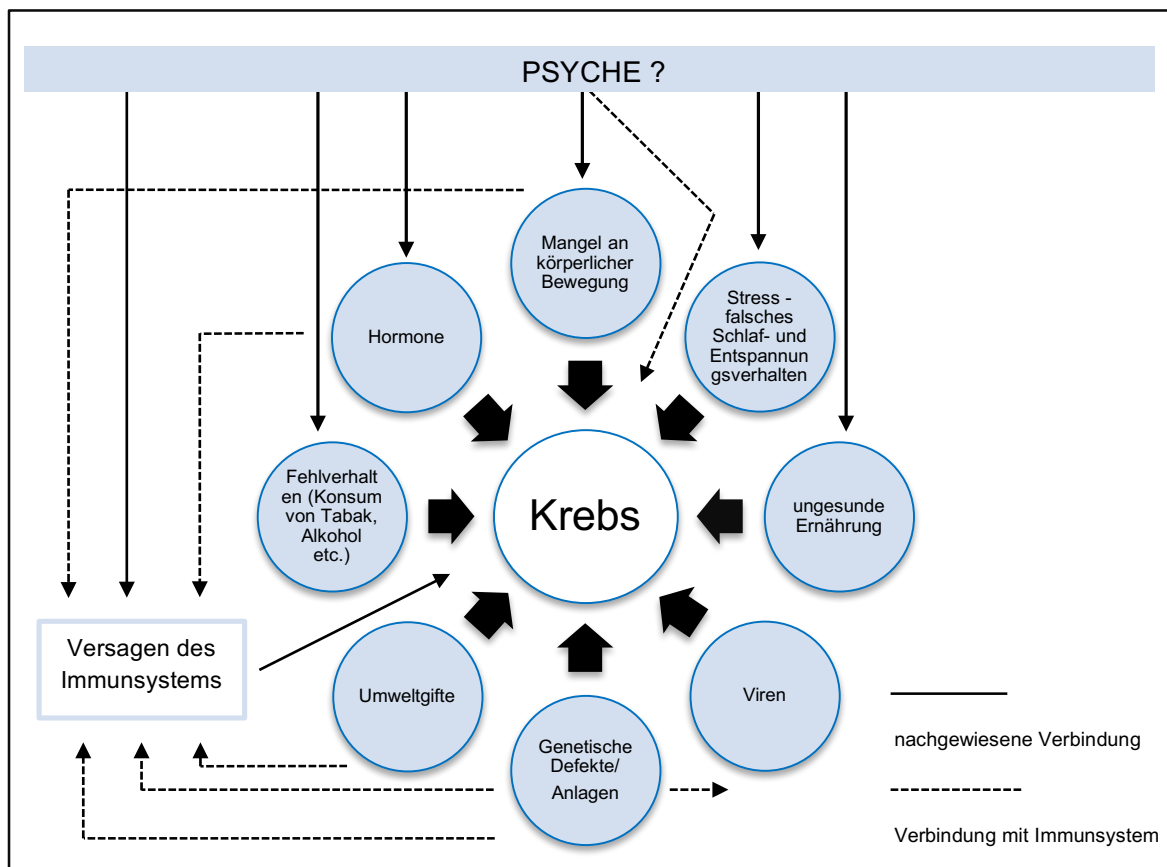 PSYCHE ?
Mangel an
körperlicher
Bewegung
Hormone
Stress -
falsches
Schlaf- und
Entspannun
gsverhalten
Fehlverhalt
en (Konsum
von Tabak,
Alkohol
etc.)
Krebs
ungesunde
Ernährung
Versagen des
Immunsystems
Umweltgifte
Genetische
Defekte/
Anlagen
Viren
nachgewiesene Verbindung
Verbindung mit Immunsystem